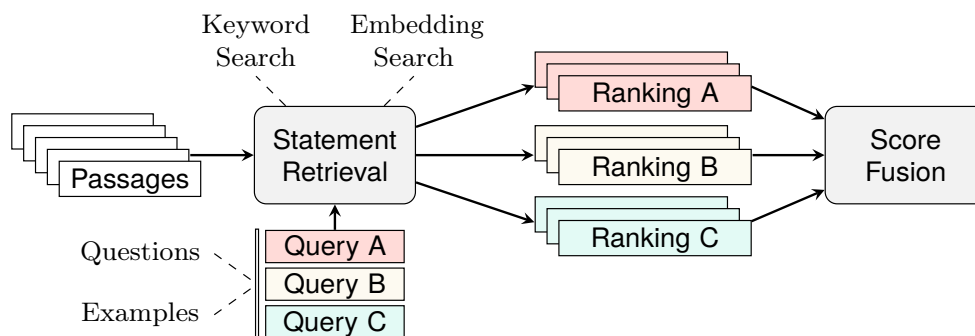 Keyword
Search
Embedding
Search
Passages
Statement
Retrieval
Ranking A
Ranking B
Ranking C
Score
Fusion
Questions
Examples
Query A
Query B
Query C